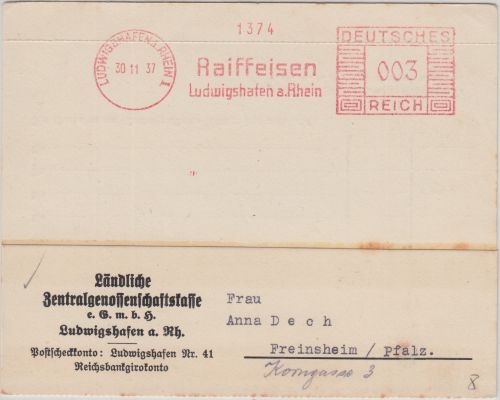 1374
LUDWIGSHAFEN A. RHEIN 1
30 11 37
Raiffeisen
Ludwigshafen a. Rhein
DEUTSCHES
003
REICH
Ländliche
Zentralgenossenschaftskasse
e. G. m. b. H.
Ludwigshafen a. Rh.
Postscheckkonto: Ludwigshafen Nr. 41
Reichsbankgirokonto
Frau
Anna Dech
Freinsheim / Pfalz.
Korngasse 3
8